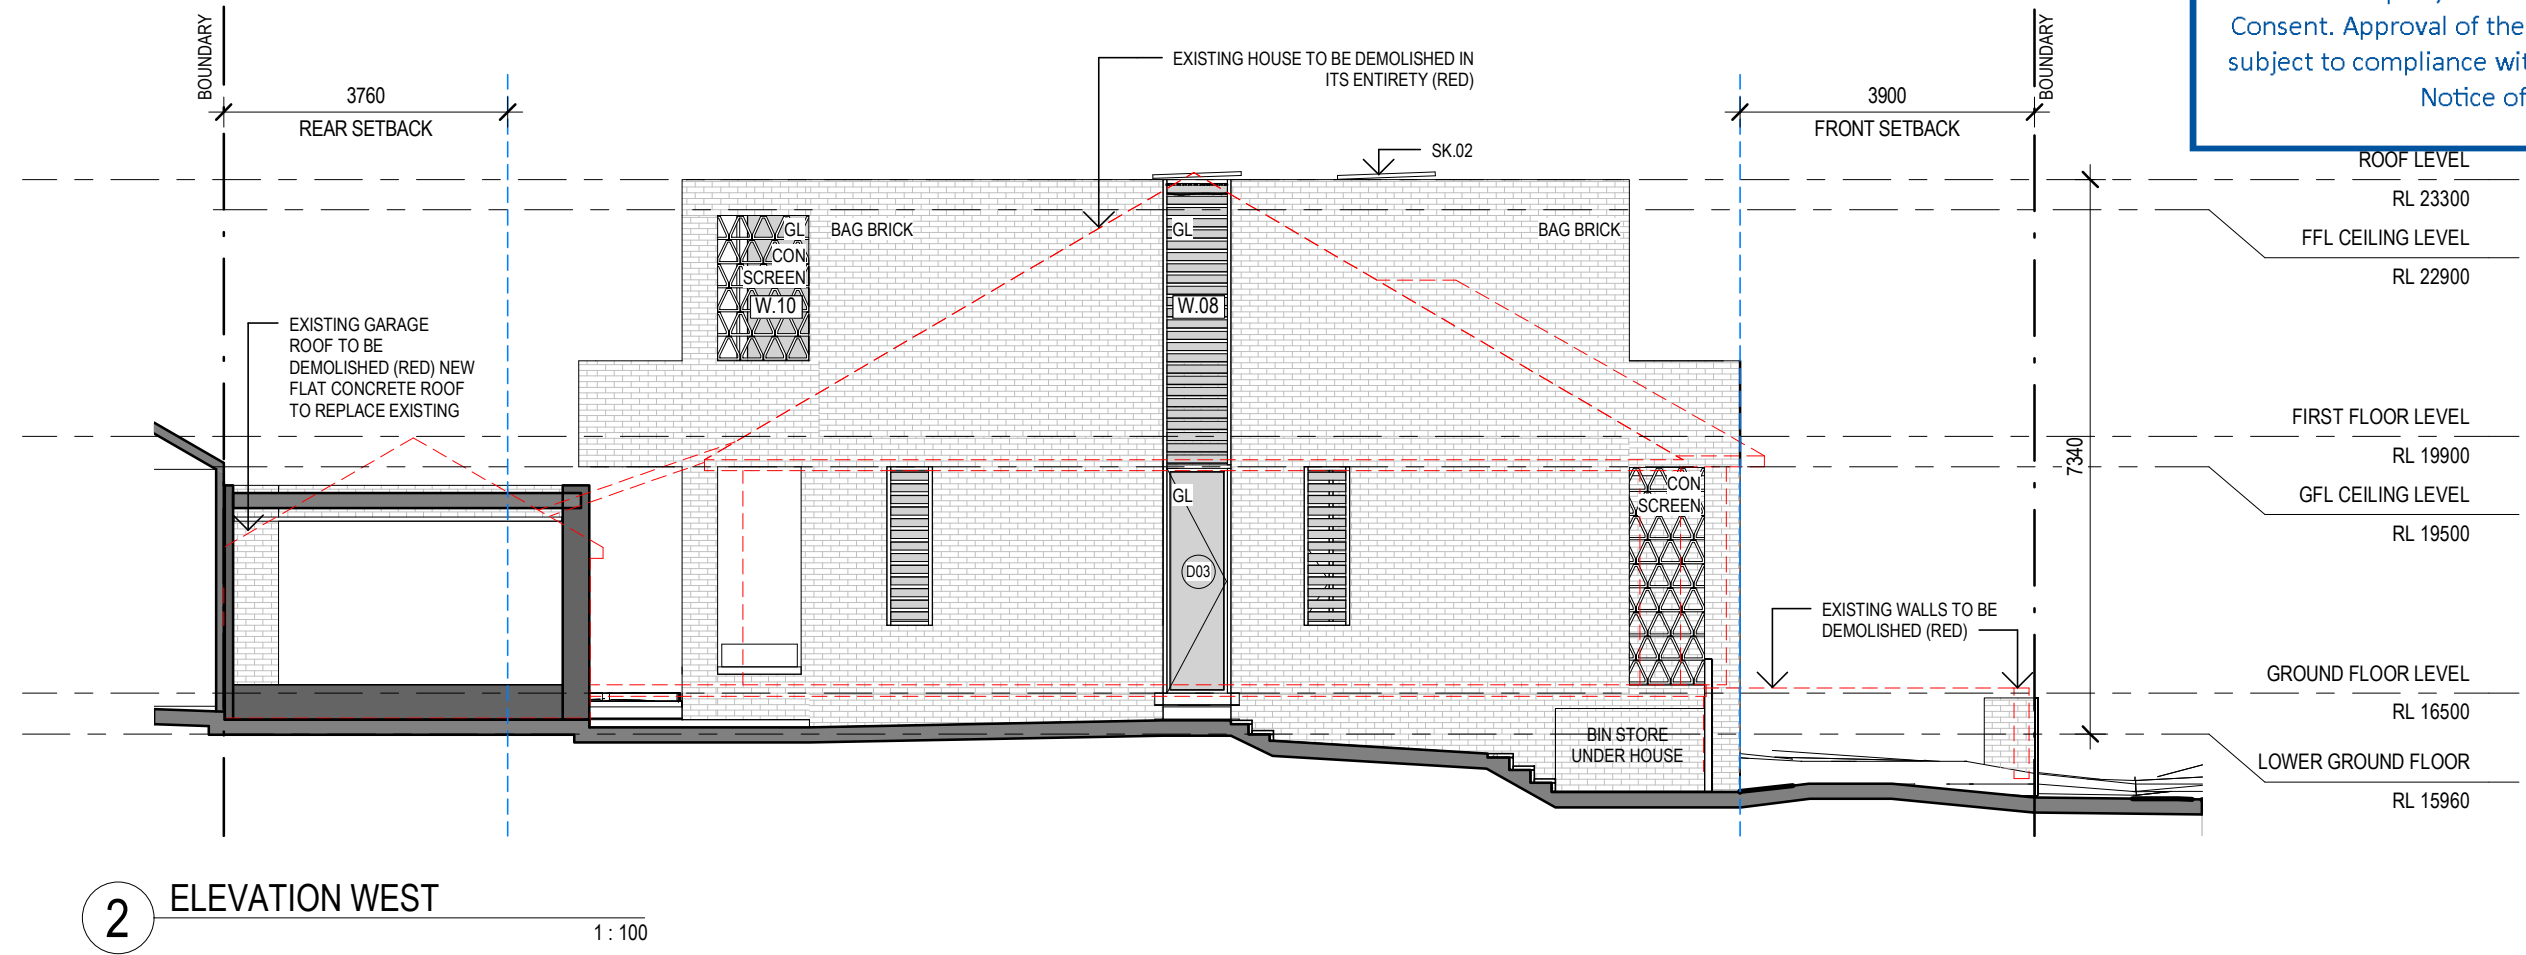 Consent. Approval of the
subject to compliance wit
Notice of
BOUNDARY
3760
REAR SETBACK
EXISTING HOUSE TO BE DEMOLISHED IN
ITS ENTIRETY (RED)
SK.02
3900
FRONT SETBACK
BOUNDARY
ROOF LEVEL
RL 23300
FFL CEILING LEVEL
RL 22900
GL
CON
SCREEN
W.10
BAG BRICK
GL
W.08
BAG BRICK
EXISTING GARAGE
ROOF TO BE
DEMOLISHED (RED) NEW
FLAT CONCRETE ROOF
TO REPLACE EXISTING
FIRST FLOOR LEVEL
RL 19900
7340
GFL CEILING LEVEL
RL 19500
GL
D03
CON
SCREEN
EXISTING WALLS TO BE
DEMOLISHED (RED)
GROUND FLOOR LEVEL
RL 16500
BIN STORE
UNDER HOUSE
LOWER GROUND FLOOR
RL 15960
2
ELEVATION WEST
1 : 100